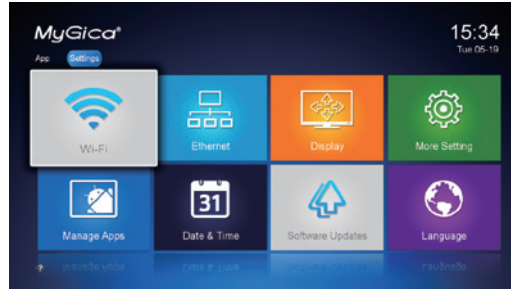 MyGica®
15:34
Tue 05-19
App Settings
Wi-Fi
Ethernet
Display
More Setting
31
Manage Apps
Date & Time
Software Updates
Language
?